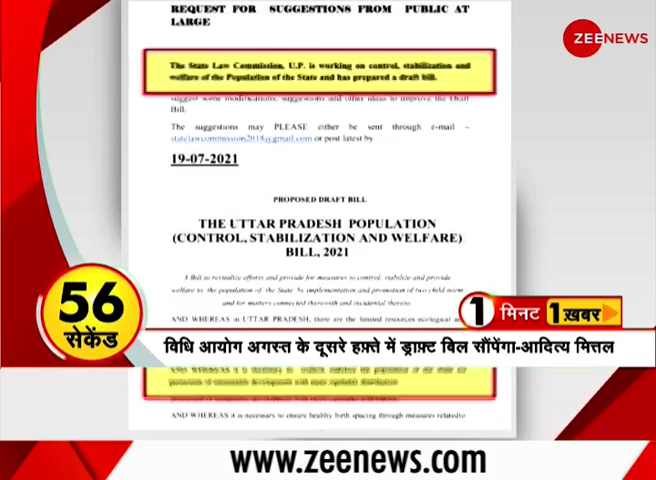 REQUEST FOR SUGGESTIONS FROM PUBLIC AT
LARGE
ZEENEWS
The State Law Commission, U.P. is working on control, stabilization and
welfare of the Population of the State and has prepared a draft bill.
suggest some modifications, suggestions and other ideas to improve the Draft
Bill.
The suggestions may PLEASE either be sent through e-mail –
statelawcommission2018@gmail.com or post latest by
19-07-2021
PROPOSED DRAFT BILL
THE UTTAR PRADESH POPULATION
(CONTROL, STABILIZATION AND WELFARE)
BILL, 2021
A Bill to revitalize efforts and provide for measures to control, stabilize and provide
welfare to the population of the State by implementation and promotion of two child norm
and for matters connected therewith and incidental thereto.
AND WHEREAS in UTTAR PRADESH, there are the limited resources ecological
56
सेकेंड
1 मिनट 1 ख़बर
विधि आयोग अगस्त के दूसरे हफ़्ते में ड्राफ़्ट बिल सौंपेंगा-आदित्य मित्तल
AND WHEREAS it is necessary to ensure healthy birth spacing through measures related to
www.zeenews.com